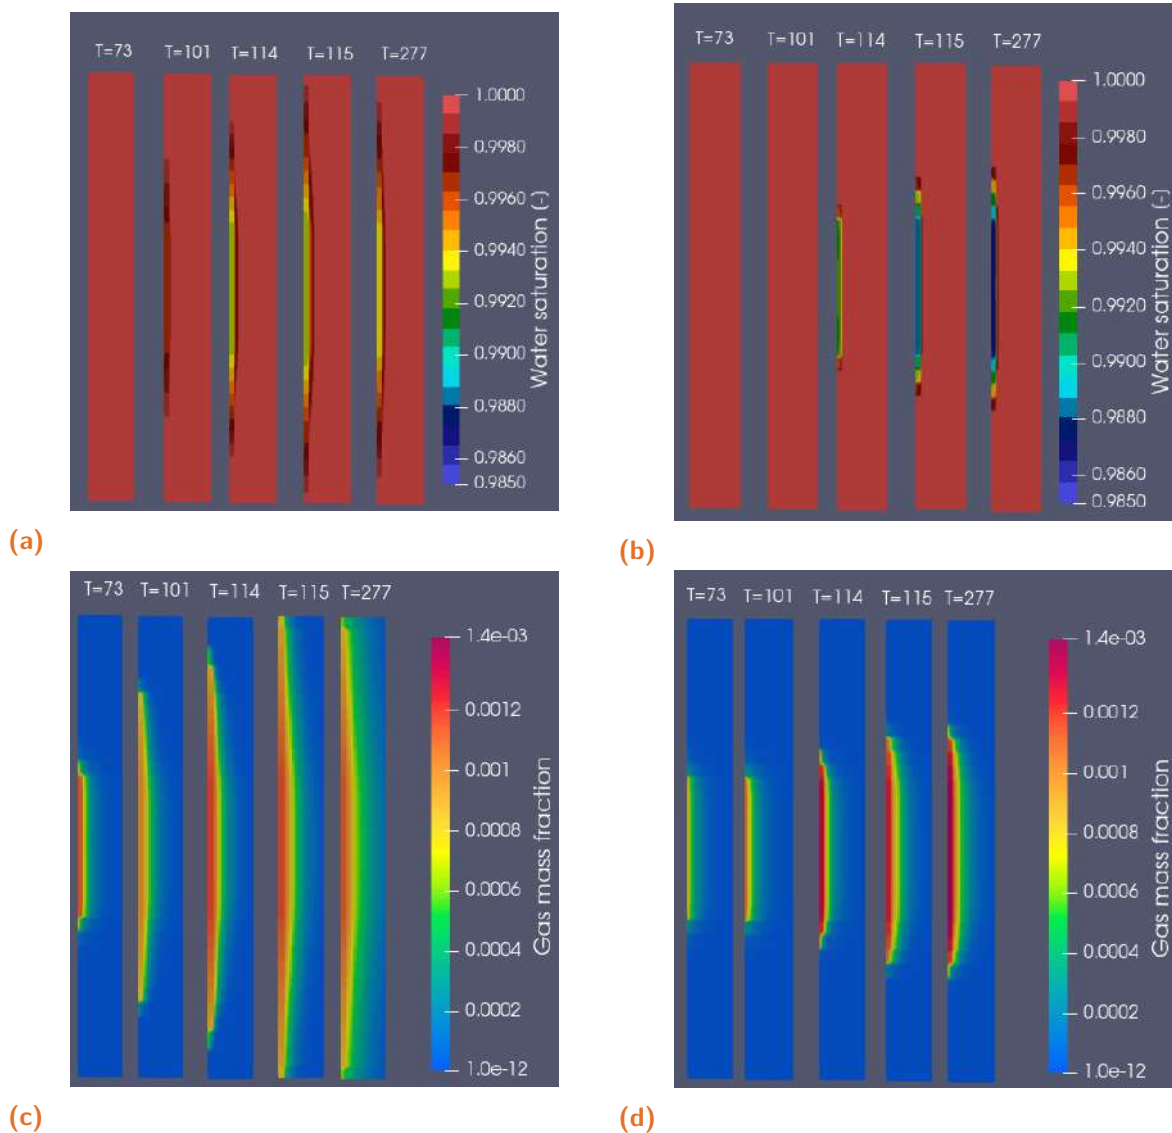 T=73 T=101 T=114 T=115 T=277
1.0000
0.9980
0.9960
0.9940
0.9920
0.9900
0.9880
0.9860
0.9850
Water saturation (-)
(a)
T=73 T=101 T=114 T=115 T=277
1.0000
0.9980
0.9960
0.9940
0.9920
0.9900
0.9880
0.9860
0.9850
Water saturation (-)
(b)
T=73 T=101 T=114 T=115 T=277
1.4e-03
0.0012
0.001
0.0008
0.0006
0.0004
0.0002
1.0e-12
Gas mass fraction
(c)
T=73 T=101 T=114 T=115 T=277
1.4e-03
0.0012
0.001
0.0008
0.0006
0.0004
0.0002
1.0e-12
Gas mass fraction
(d)